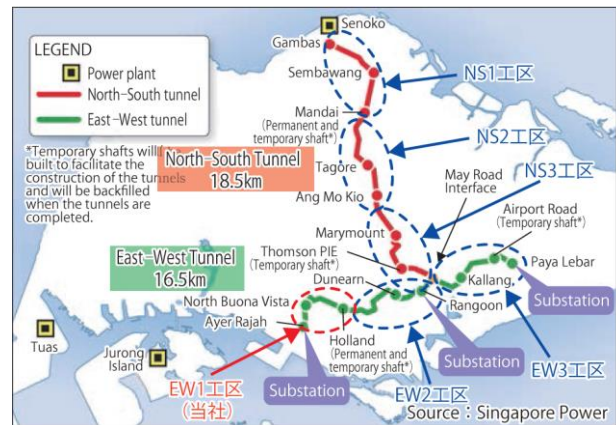 LEGEND
Power plant
North-South tunnel
East-West tunnel
*Temporary shafts will
built to facilitate the
construction of the tunnels
and will be backfilled
when the tunnels are
completed.
North-South Tunnel
18.5km
East-West Tunnel
16.5km
Senoko
Gambas
Sembawang
NS1工区
Mandai
(Permanent and
temporary shaft*)
NS2工区
Tagore
Ang Mo Kio
NS3工区
May Road
Interface
Marymount
Airport Road
(Temporary shaft*)
Thomson PIE
(Temporary shaft*)
Paya Lebar
Kallang
Dunearn
Rangoon
Substation
North Buona Vista
Ayer Rajah
Holland
(Permanent and
temporary shaft*)
Substation
Substation
Tuas
Jurong
Island
EW1工区
(当社)
EW2工区
EW3工区
Source：Singapore Power